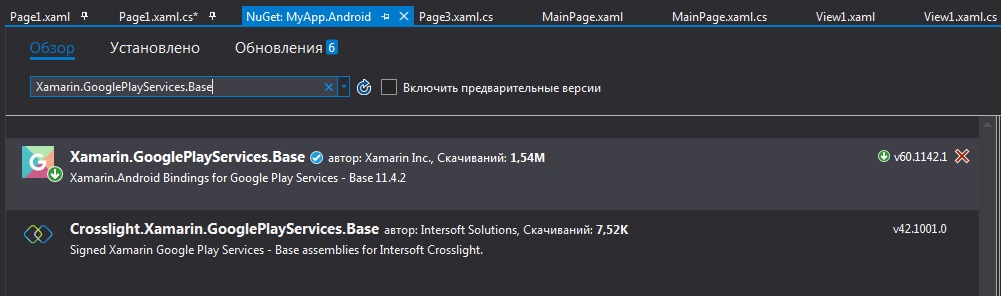 Page1.xaml Page1.xaml.cs* NuGet: MyApp.Android Page3.xaml.cs MainPage.xaml MainPage.xaml.cs View1.xaml View1.xaml.cs
Обзор Установлено Обновления 6
Xamarin.GooglePlayServices.Base Включить предварительные версии
Xamarin.GooglePlayServices.Base автор: Xamarin Inc., Скачиваний: 1,54M v60.1142.1
Xamarin.Android Bindings for Google Play Services - Base 11.4.2
Crosslight.Xamarin.GooglePlayServices.Base автор: Intersoft Solutions, Скачиваний: 7,52K v42.1001.0
Signed Xamarin Google Play Services - Base assemblies for Intersoft Crosslight.